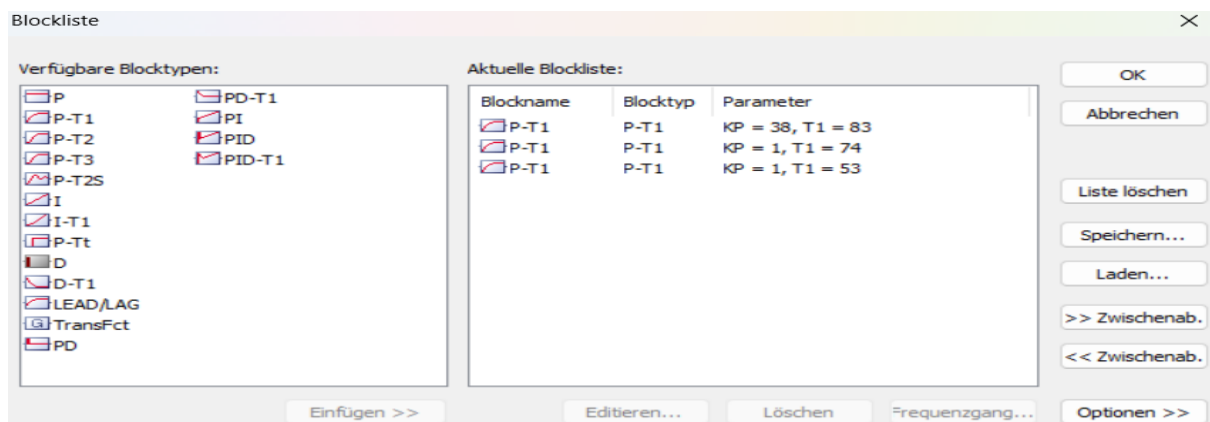 Blockliste
Verfügbare Blocktypen:
P
P-T1
P-T2
P-T3
P-T2S
I
I-T1
P-Tt
D
D-T1
LEAD/LAG
TransFct
PD
PD-T1
PI
PID
PID-T1
Einfügen >>
Aktuelle Blockliste:
Blockname Blocktyp Parameter
P-T1 P-T1 KP = 38, T1 = 83
P-T1 P-T1 KP = 1, T1 = 74
P-T1 P-T1 KP = 1, T1 = 53
Editieren... Löschen Frequenzgang...
OK
Abbrechen
Liste löschen
Speichern...
Laden...
>> Zwischenab.
<< Zwischenab.
Optionen >>